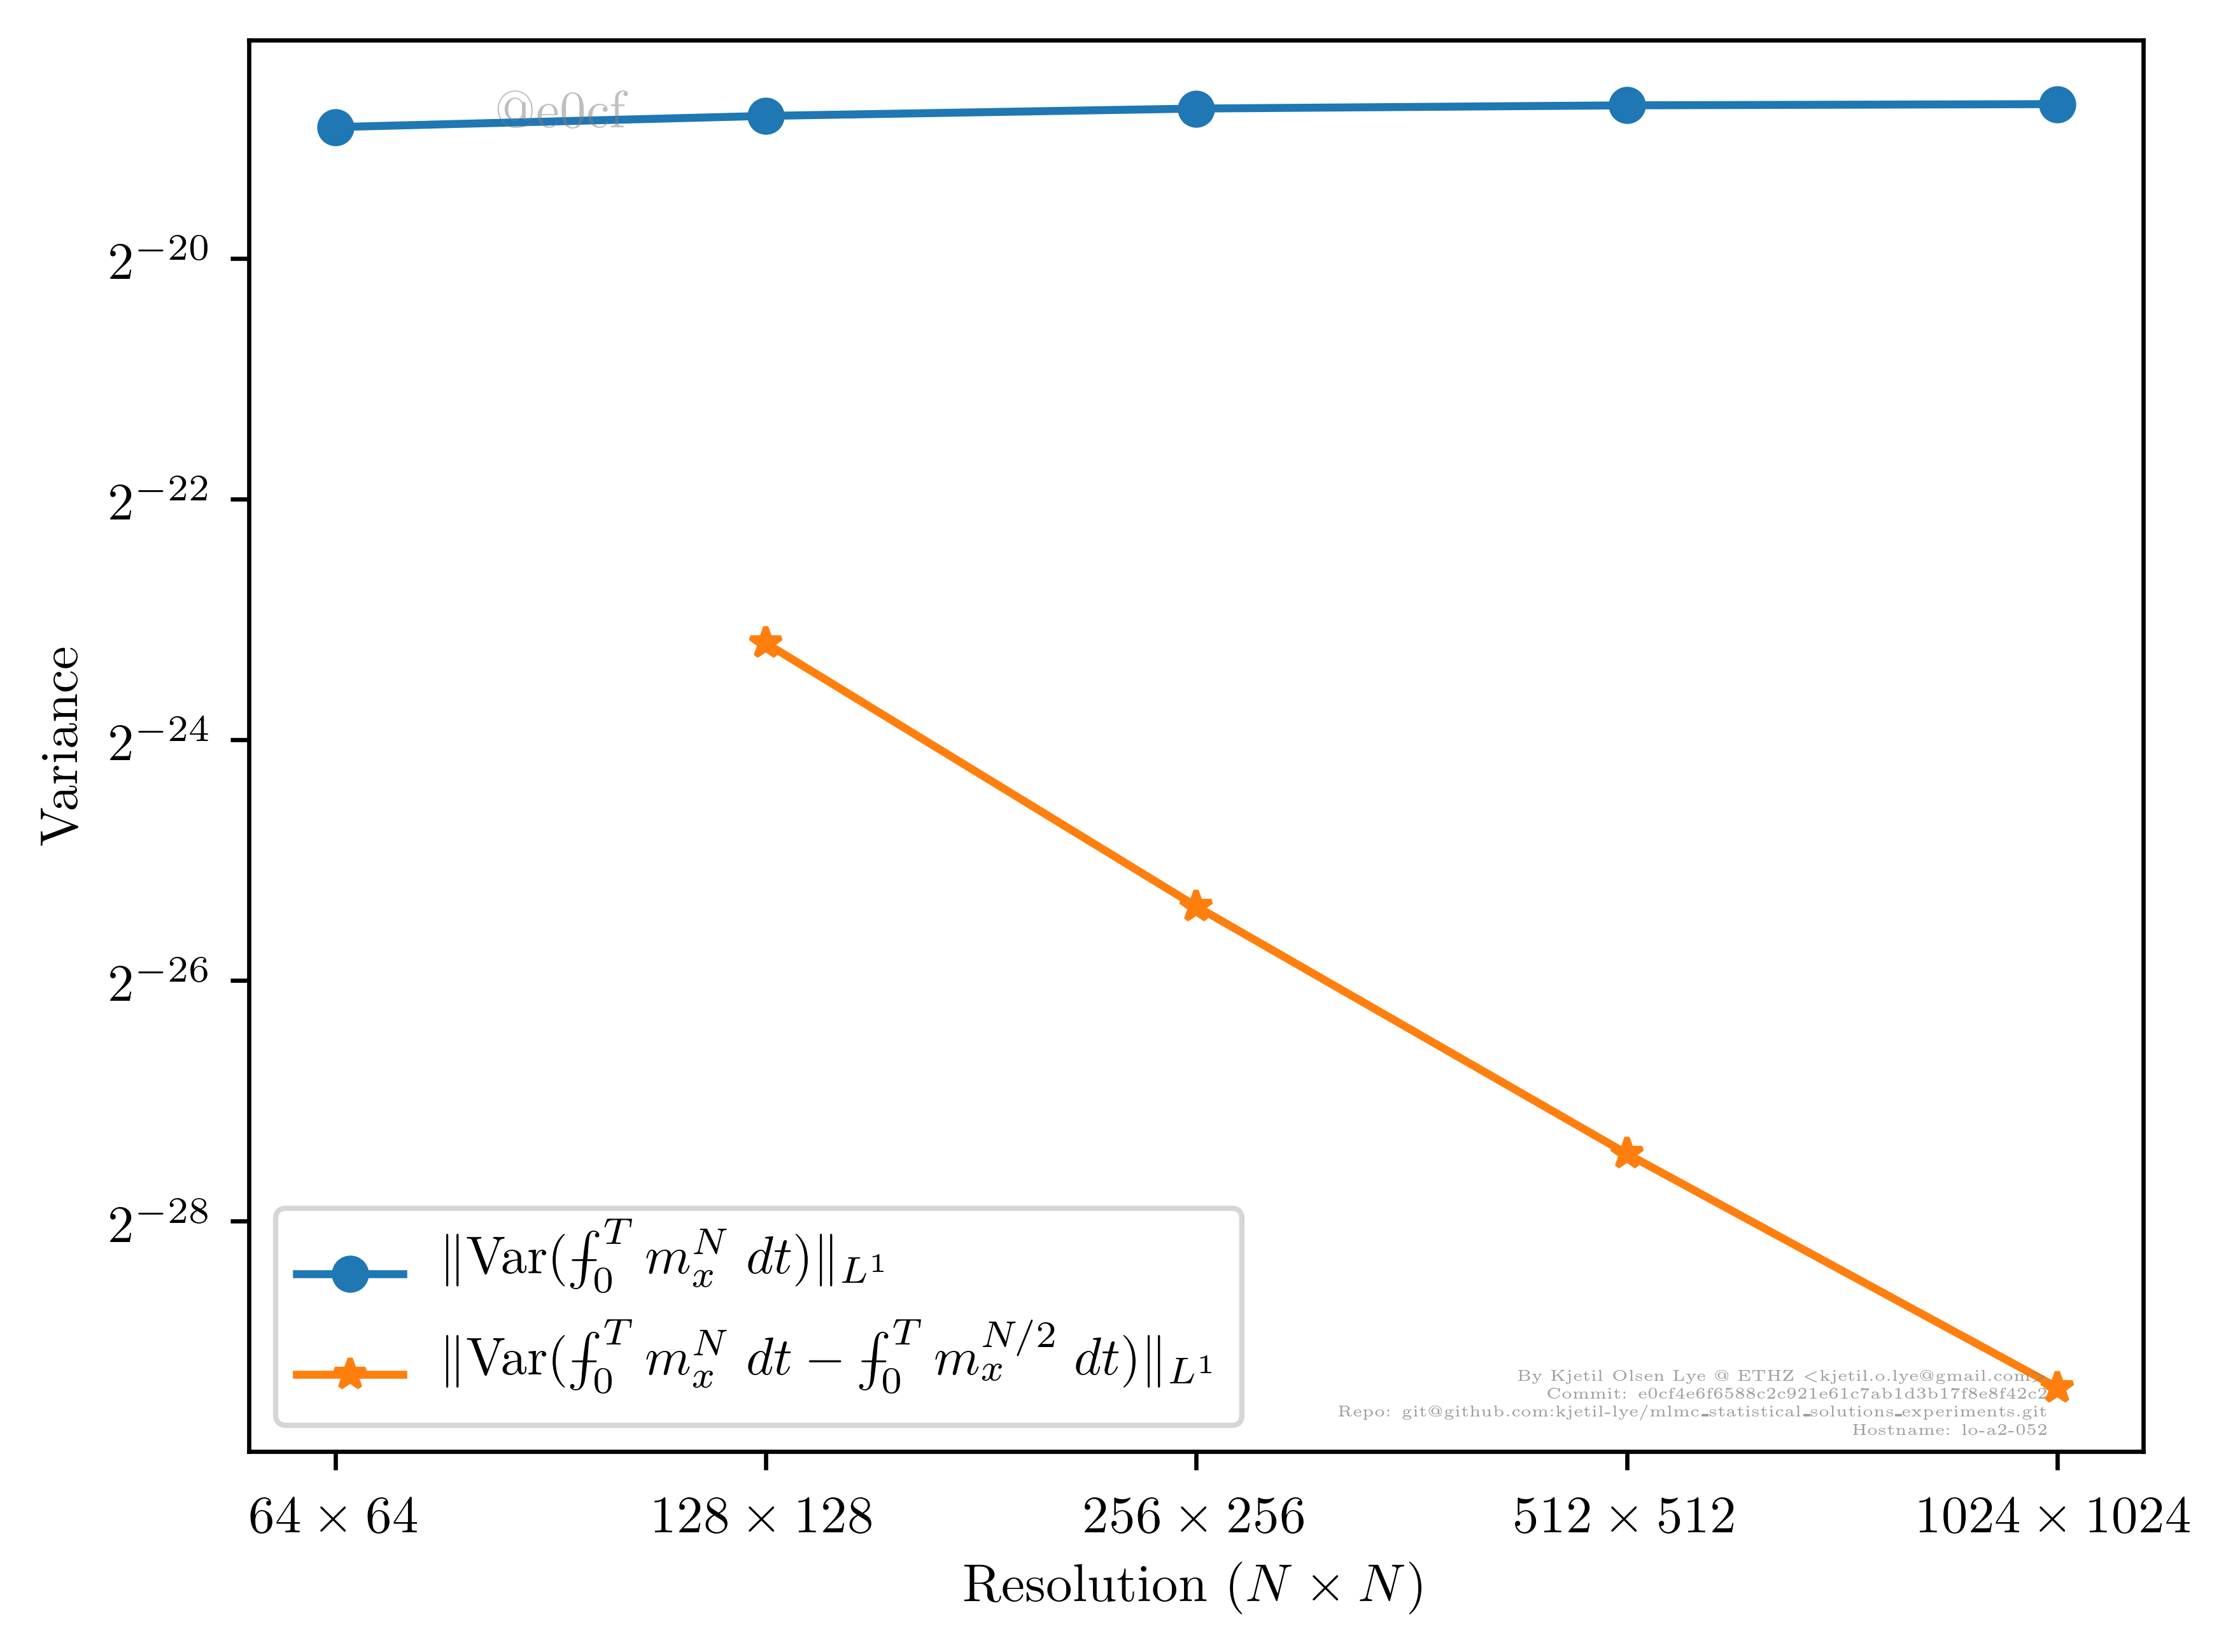 @e0cf
2^{-20}
2^{-22}
2^{-24}
2^{-26}
2^{-28}
Variance
‖Var(⨍_0^T m_x^N dt)‖_{L^1}
‖Var(⨍_0^T m_x^N dt − ⨍_0^T m_x^{N/2} dt)‖_{L^1}
By Kjetil Olsen Lye @ ETHZ <kjetil.o.lye@gmail.com>
Commit: e0cf4e6f6588c2c921e61c7ab1d3b17f8e8f42c2
Repo: git@github.com:kjetil-lye/mlmc_statistical_solutions_experiments.git
Hostname: lo-a2-052
64 × 64 128 × 128 256 × 256 512 × 512 1024 × 1024
Resolution (N × N)